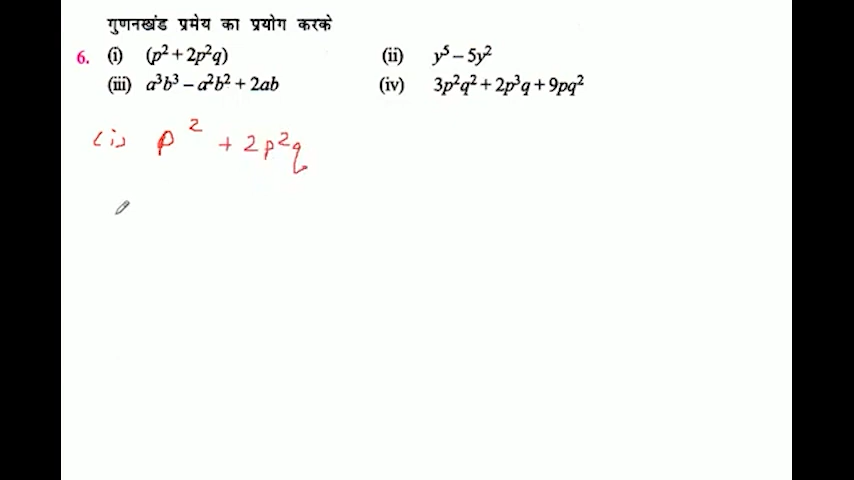 गुणनखंड प्रमेय का प्रयोग करके
6. (i) (p² + 2p²q) (ii) y⁵ – 5y²
(iii) a³b³ – a²b² + 2ab (iv) 3p²q² + 2p³q + 9pq²
(i) p² + 2p²q